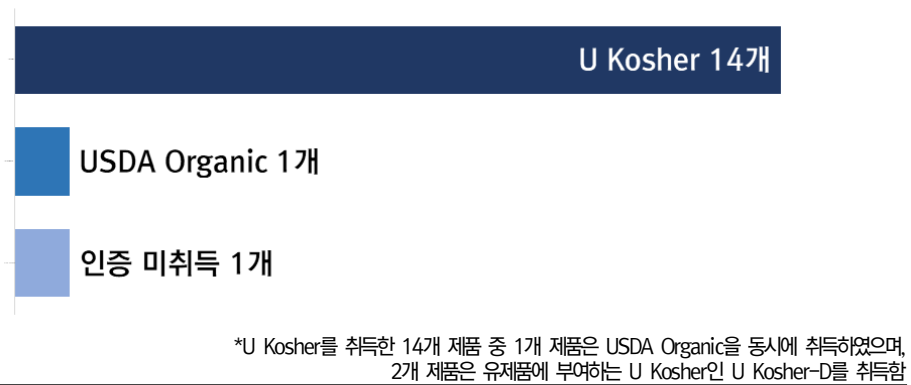 U Kosher 14개
USDA Organic 1개
인증 미취득 1개
*U Kosher를 취득한 14개 제품 중 1개 제품은 USDA Organic을 동시에 취득하였으며,
2개 제품은 유제품에 부여하는 U Kosher인 U Kosher-D를 취득함